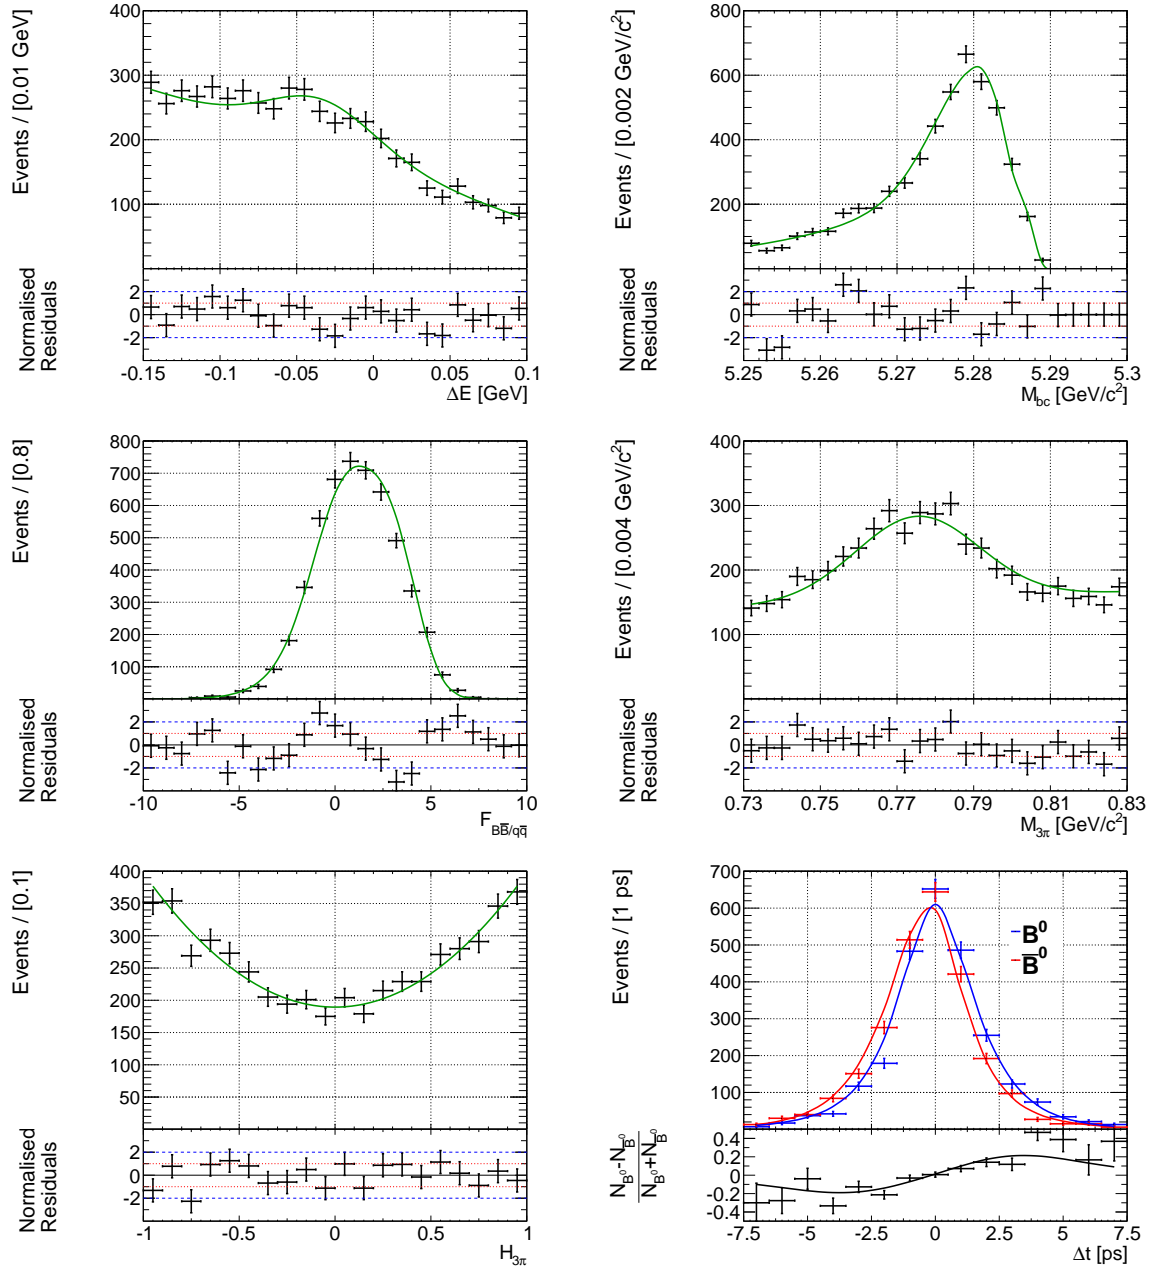 Events / [0.01 GeV]
400
300
200
100
Normalised
Residuals
2
0
-2
-0.15 -0.1 -0.05 0 0.05 0.1
ΔE [GeV]
Events / [0.002 GeV/c²]
800
600
400
200
Normalised
Residuals
2
0
-2
5.25 5.26 5.27 5.28 5.29 5.3
M_bc [GeV/c²]
Events / [0.8]
800
700
600
500
400
300
200
100
Normalised
Residuals
2
0
-2
-10 -5 0 5 10
F_BB̅/qq̅
Events / [0.004 GeV/c²]
400
300
200
100
Normalised
Residuals
2
0
-2
0.73 0.75 0.77 0.79 0.81 0.83
M_3π [GeV/c²]
Events / [0.1]
400
350
300
250
200
150
100
50
Normalised
Residuals
2
0
-2
-1 -0.5 0 0.5 1
H_3π
Events / [1 ps]
700
600
500
400
300
200
100
B⁰
B̅⁰
N_B⁰-N_B̅⁰
N_B⁰+N_B̅⁰
0.4
0.2
0
-0.2
-0.4
-7.5 -5 -2.5 0 2.5 5 7.5
Δt [ps]